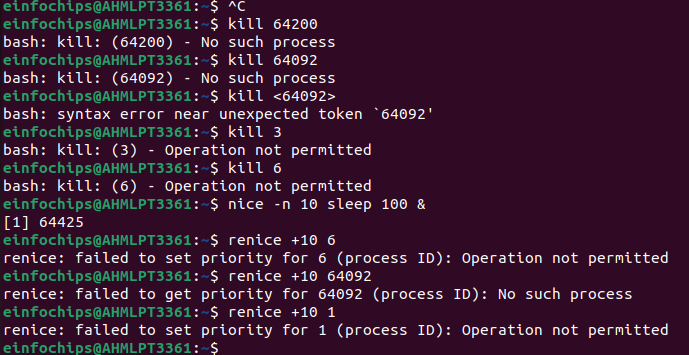 einfochips@AHMLPT3361:~$ ^C
einfochips@AHMLPT3361:~$ kill 64200
bash: kill: (64200) - No such process
einfochips@AHMLPT3361:~$ kill 64092
bash: kill: (64092) - No such process
einfochips@AHMLPT3361:~$ kill <64092>
bash: syntax error near unexpected token `64092'
einfochips@AHMLPT3361:~$ kill 3
bash: kill: (3) - Operation not permitted
einfochips@AHMLPT3361:~$ kill 6
bash: kill: (6) - Operation not permitted
einfochips@AHMLPT3361:~$ nice -n 10 sleep 100 &
[1] 64425
einfochips@AHMLPT3361:~$ renice +10 6
renice: failed to set priority for 6 (process ID): Operation not permitted
einfochips@AHMLPT3361:~$ renice +10 64092
renice: failed to get priority for 64092 (process ID): No such process
einfochips@AHMLPT3361:~$ renice +10 1
renice: failed to set priority for 1 (process ID): Operation not permitted
einfochips@AHMLPT3361:~$